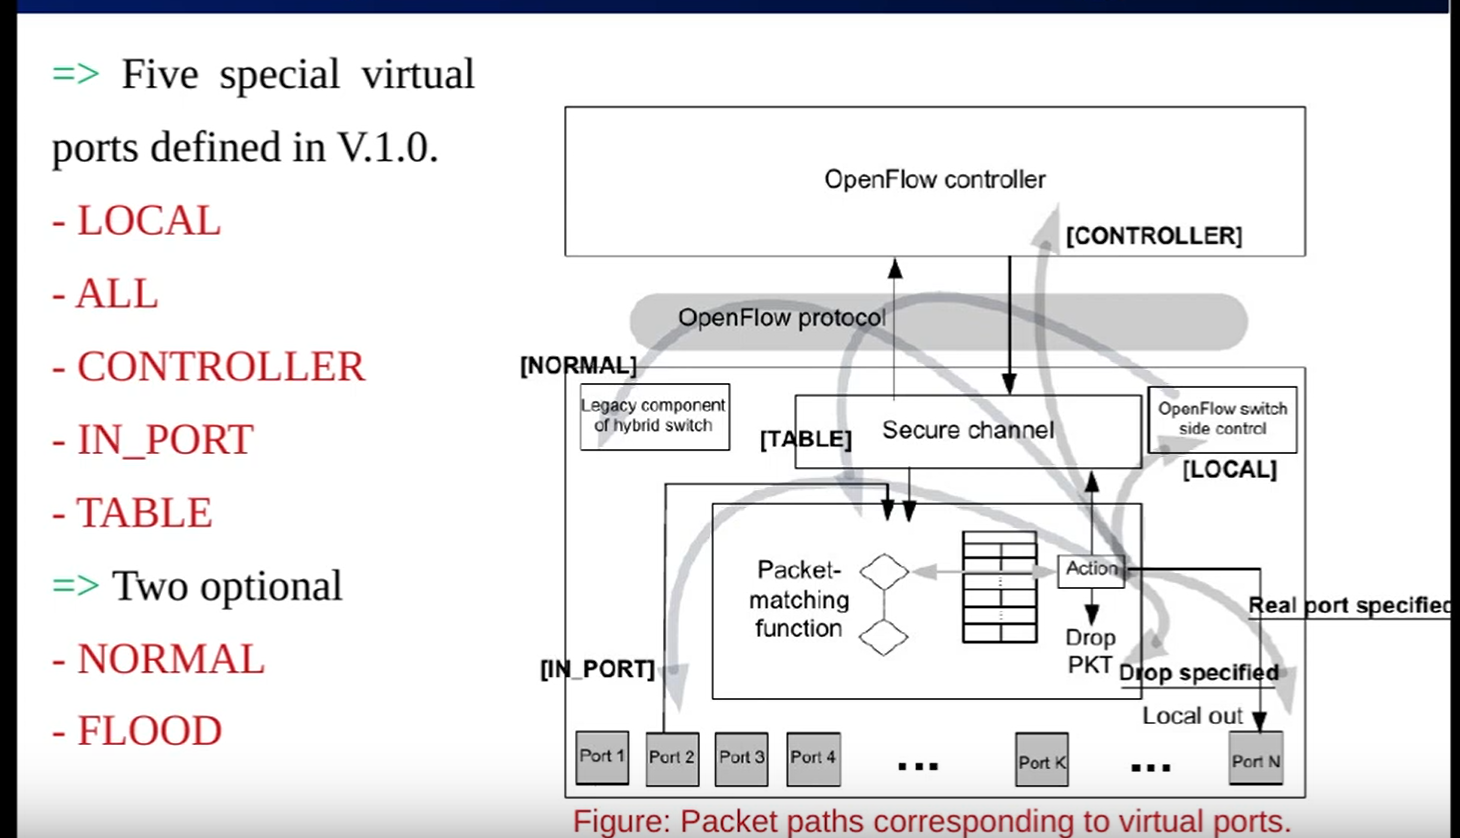 => Five special virtual
ports defined in V.1.0.
- LOCAL
- ALL
- CONTROLLER
- IN_PORT
- TABLE
=> Two optional
- NORMAL
- FLOOD
OpenFlow controller
[CONTROLLER]
OpenFlow protocol
[NORMAL]
Legacy component
of hybrid switch
[TABLE]
Secure channel
OpenFlow switch
side control
[LOCAL]
Packet-
matching
function
Action
Real port specified
Drop
PKT
Drop specified
[IN_PORT]
Local out
Port 1
Port 2
Port 3
Port 4
...
Port K
...
Port N
Figure: Packet paths corresponding to virtual ports.